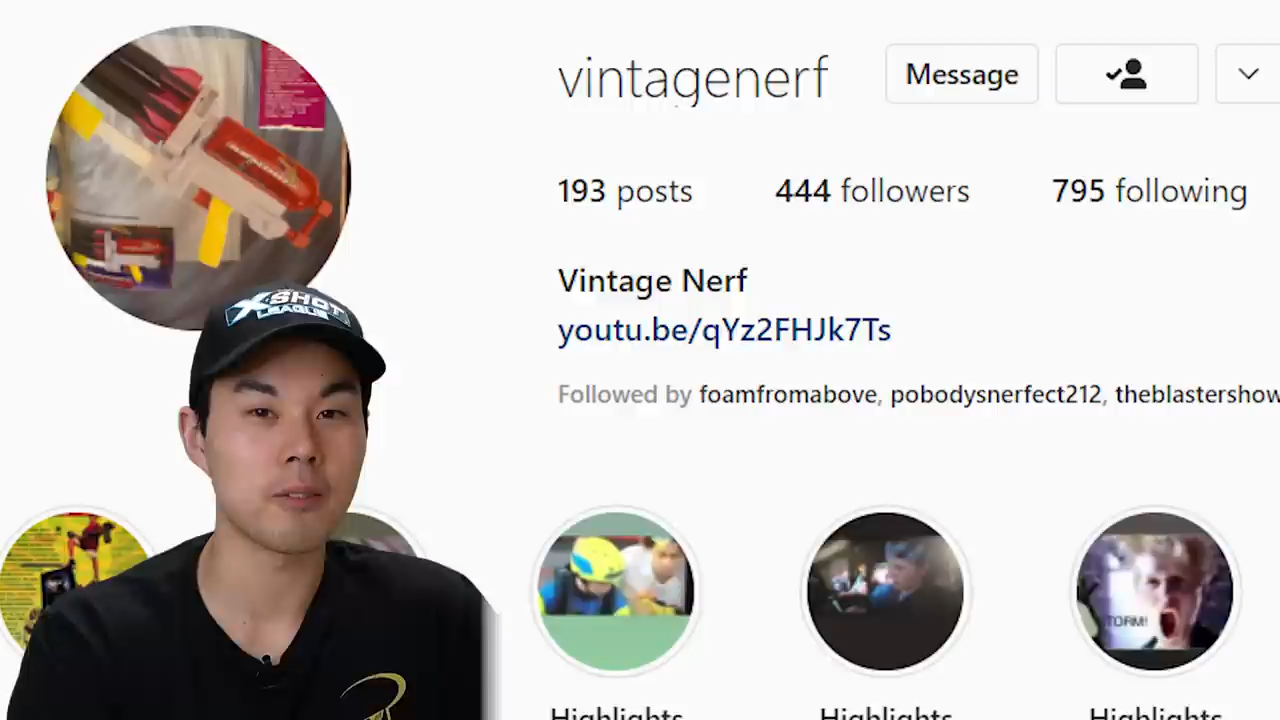 vintagenerf
Message
193 posts
444 followers
795 following
Vintage Nerf
youtu.be/qYz2FHJk7Ts
Followed by foamfromabove, pobodysnerfect212, theblastershow
X-SHOT
LEAGUE
TORM!
Highlights
Highlights
Highlights